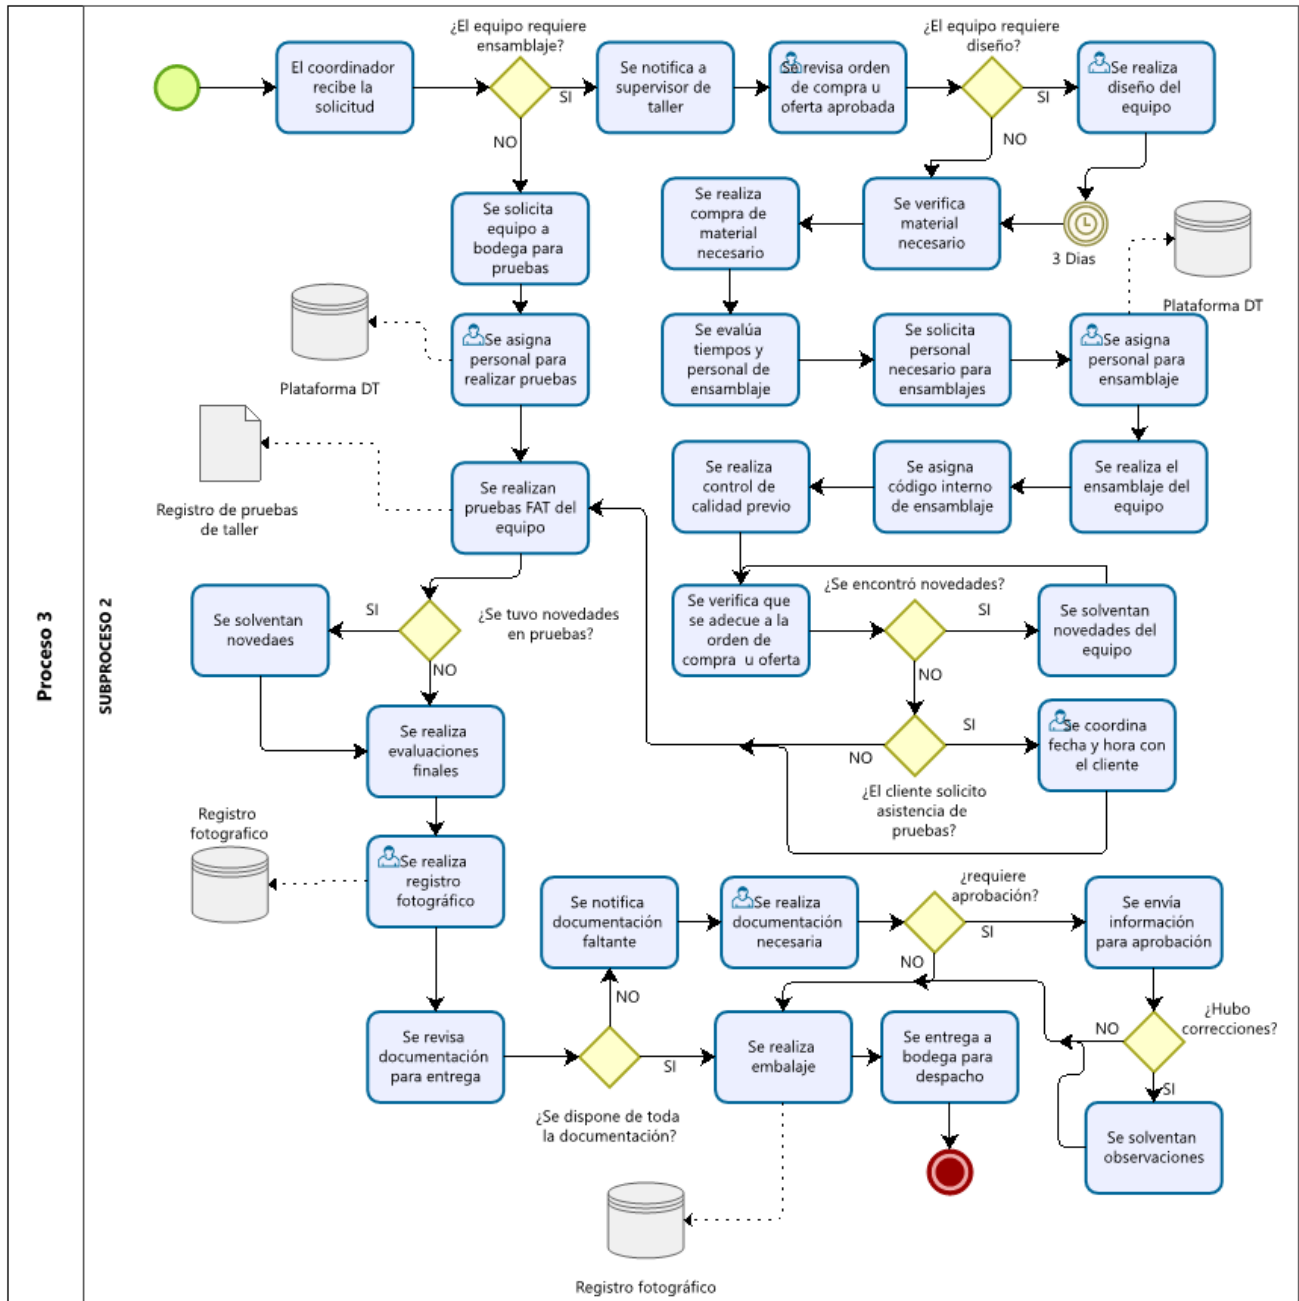 Proceso 3
SUBPROCESO 2
El coordinador
recibe la
solicitud
¿El equipo requiere
ensamblaje?
SI
NO
Se notifica a
supervisor de
taller
Se revisa orden
de compra u
oferta aprobada
¿El equipo requiere
diseño?
SI
NO
Se realiza
diseño del
equipo
3 Dias
Se verifica
material
necesario
Se realiza
compra de
material
necesario
Plataforma DT
Se solicita
equipo a
bodega para
pruebas
Se asigna
personal para
realizar pruebas
Plataforma DT
Se evalúa
tiempos y
personal de
ensamblaje
Se solicita
personal
necesario para
ensamblajes
Se asigna
personal para
ensamblaje
Registro de pruebas
de taller
Se realizan
pruebas FAT del
equipo
Se realiza
control de
calidad previo
Se asigna
código interno
de ensamblaje
Se realiza el
ensamblaje del
equipo
Se solventan
novedaes
SI
¿Se tuvo novedades
en pruebas?
NO
Se verifica que
se adecue a la
orden de
compra u oferta
¿Se encontró novedades?
SI
NO
Se solventan
novedades del
equipo
Se realiza
evaluaciones
finales
SI
NO
¿El cliente solicito
asistencia de
pruebas?
Se coordina
fecha y hora con
el cliente
Registro
fotografico
Se realiza
registro
fotográfico
Se notifica
documentación
faltante
Se realiza
documentación
necesaria
¿requiere
aprobación?
SI
NO
Se envía
información
para aprobación
Se revisa
documentación
para entrega
NO
SI
¿Se dispone de toda
la documentación?
Se realiza
embalaje
Se entrega a
bodega para
despacho
NO
¿Hubo
correcciones?
SI
Se solventan
observaciones
Registro fotográfico